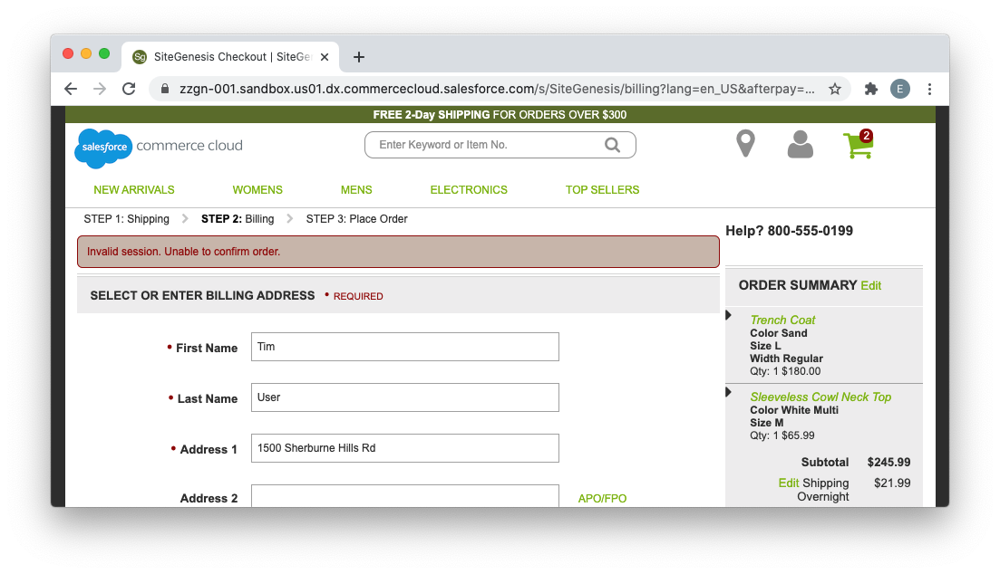 Sg SiteGenesis Checkout | SiteGe
zzgn-001.sandbox.us01.dx.commercecloud.salesforce.com/s/SiteGenesis/billing?lang=en_US&afterpay=... E
FREE 2-Day SHIPPING FOR ORDERS OVER $300
salesforce commerce cloud
Enter Keyword or Item No.
2
NEW ARRIVALS WOMENS MENS ELECTRONICS TOP SELLERS
STEP 1: Shipping STEP 2: Billing STEP 3: Place Order
Invalid session. Unable to confirm order.
SELECT OR ENTER BILLING ADDRESS • REQUIRED
• First Name Tim
• Last Name User
• Address 1 1500 Sherburne Hills Rd
Address 2 APO/FPO
Help? 800-555-0199
ORDER SUMMARY Edit
Trench Coat
Color Sand
Size L
Width Regular
Qty: 1 $180.00
Sleeveless Cowl Neck Top
Color White Multi
Size M
Qty: 1 $65.99
Subtotal $245.99
Edit Shipping $21.99
Overnight